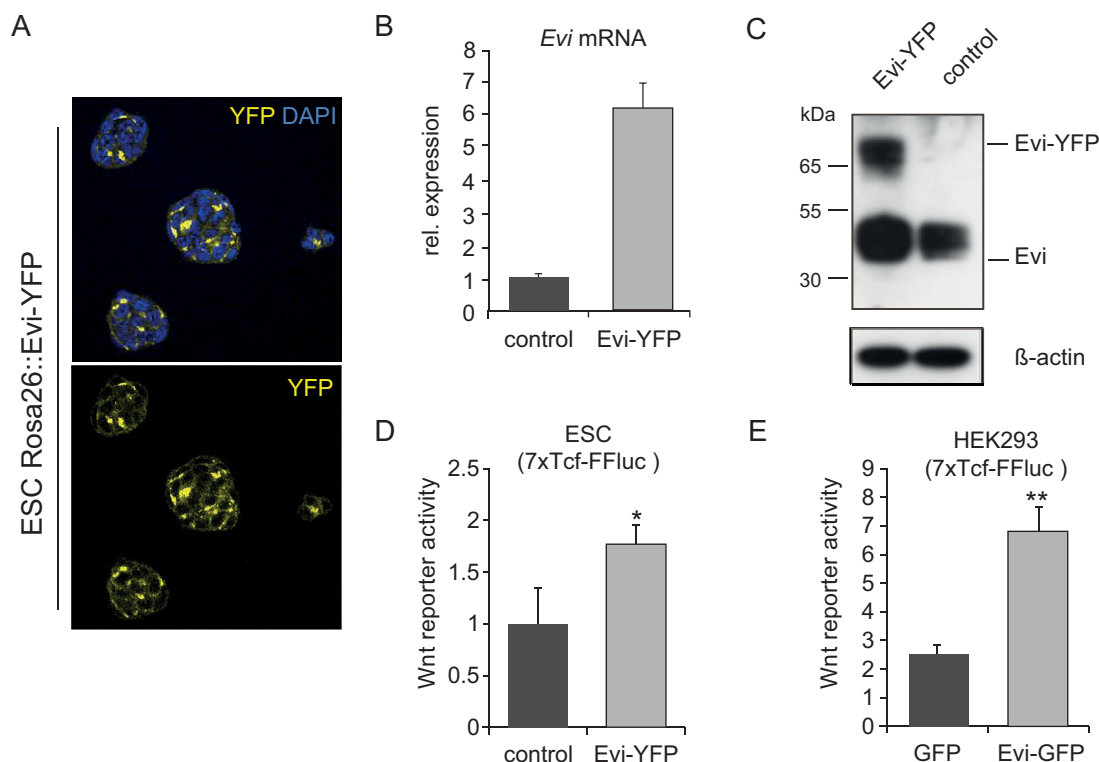 A
ESC Rosa26::Evi-YFP
YFP DAPI
YFP
B
Evi mRNA
rel. expression
8
7
6
5
4
3
2
1
0
control Evi-YFP
C
Evi-YFP control
kDa
65
55
30
Evi-YFP
Evi
ß-actin
D
ESC
(7xTcf-FFluc )
Wnt reporter activity
2.5
2
1.5
1
0.5
0
*
control Evi-YFP
E
HEK293
(7xTcf-FFluc )
Wnt reporter activity
9
8
7
6
5
4
3
2
1
0
**
GFP Evi-GFP